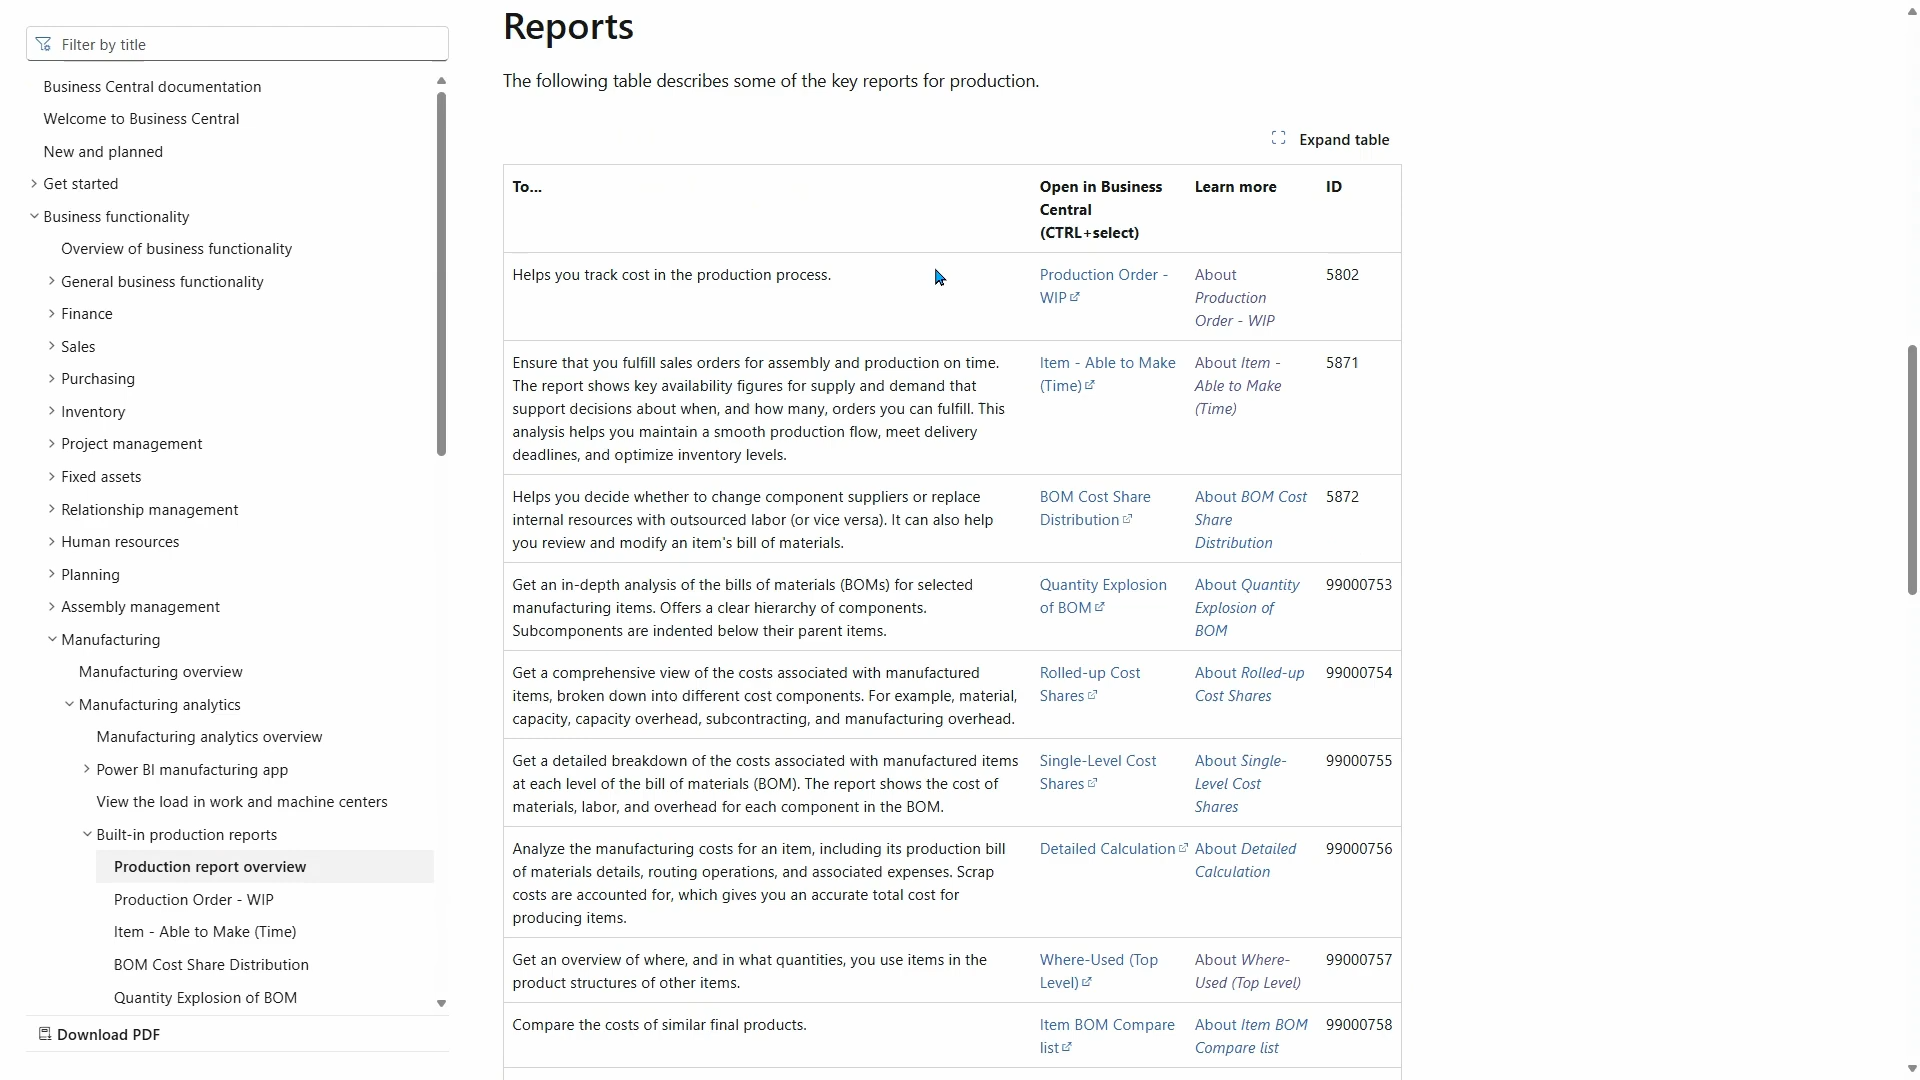 Filter by title
Business Central documentation
Welcome to Business Central
New and planned
Get started
Business functionality
Overview of business functionality
General business functionality
Finance
Sales
Purchasing
Inventory
Project management
Fixed assets
Relationship management
Human resources
Planning
Assembly management
Manufacturing
Manufacturing overview
Manufacturing analytics
Manufacturing analytics overview
Power BI manufacturing app
View the load in work and machine centers
Built-in production reports
Production report overview
Production Order - WIP
Item - Able to Make (Time)
BOM Cost Share Distribution
Quantity Explosion of BOM
Download PDF
Reports
The following table describes some of the key reports for production.
Expand table
To...
Open in Business
Central
(CTRL+select)
Learn more
ID
Helps you track cost in the production process.
Production Order -
WIP
About
Production
Order - WIP
5802
Ensure that you fulfill sales orders for assembly and production on time.
The report shows key availability figures for supply and demand that
support decisions about when, and how many, orders you can fulfill. This
analysis helps you maintain a smooth production flow, meet delivery
deadlines, and optimize inventory levels.
Item - Able to Make
(Time)
About Item -
Able to Make
(Time)
5871
Helps you decide whether to change component suppliers or replace
internal resources with outsourced labor (or vice versa). It can also help
you review and modify an item's bill of materials.
BOM Cost Share
Distribution
About BOM Cost
Share
Distribution
5872
Get an in-depth analysis of the bills of materials (BOMs) for selected
manufacturing items. Offers a clear hierarchy of components.
Subcomponents are indented below their parent items.
Quantity Explosion
of BOM
About Quantity
Explosion of
BOM
99000753
Get a comprehensive view of the costs associated with manufactured
items, broken down into different cost components. For example, material,
capacity, capacity overhead, subcontracting, and manufacturing overhead.
Rolled-up Cost
Shares
About Rolled-up
Cost Shares
99000754
Get a detailed breakdown of the costs associated with manufactured items
at each level of the bill of materials (BOM). The report shows the cost of
materials, labor, and overhead for each component in the BOM.
Single-Level Cost
Shares
About Single-
Level Cost
Shares
99000755
Analyze the manufacturing costs for an item, including its production bill
of materials details, routing operations, and associated expenses. Scrap
costs are accounted for, which gives you an accurate total cost for
producing items.
Detailed Calculation
About Detailed
Calculation
99000756
Get an overview of where, and in what quantities, you use items in the
product structures of other items.
Where-Used (Top
Level)
About Where-
Used (Top Level)
99000757
Compare the costs of similar final products.
Item BOM Compare
list
About Item BOM
Compare list
99000758